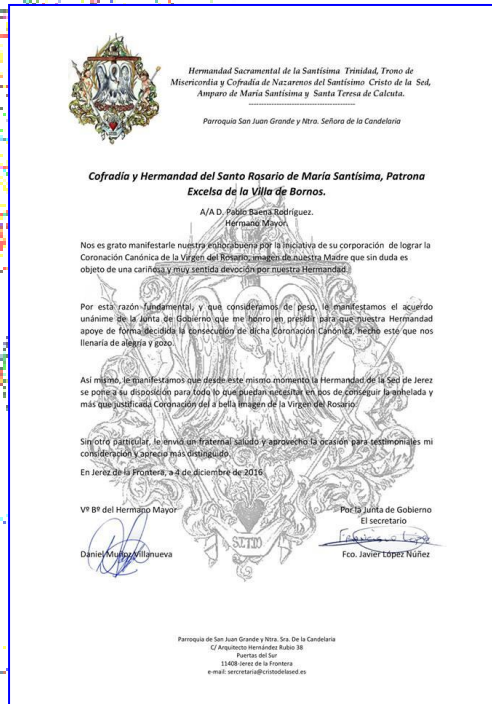 Hermandad Sacramental de la Santísima Trinidad, Trono de
Misericordia y Cofradía de Nazarenos del Santísimo Cristo de la Sed,
Amparo de María Santísima y Santa Teresa de Calcuta.
----------------------------------------
Parroquia San Juan Grande y Ntra. Señora de la Candelaria
Cofradía y Hermandad del Santo Rosario de María Santísima, Patrona
Excelsa de la Villa de Bornos.
A/A D. Pablo Baena Rodríguez.
Hermano Mayor.
Nos es grato manifestarle nuestra enhorabuena por la iniciativa de su corporación de lograr la
Coronación Canónica de la Virgen del Rosario, imagen de nuestra Madre que sin duda es
objeto de una cariñosa y muy sentida devoción por nuestra Hermandad.
Por esta razón fundamental, y que consideramos de peso, le manifestamos el acuerdo
unánime de la Junta de Gobierno que me honro en presidir para que nuestra Hermandad
apoye de forma decidida la consecución de dicha Coronación Canónica, hecho este que nos
llenaría de alegría y gozo.
Así mismo, le manifestamos que desde este mismo momento la Hermandad de la Sed de Jerez
se pone a su disposición para todo lo que puedan necesitar en pos de conseguir la anhelada y
más que justificada Coronación del a bella Imagen de la Virgen del Rosario.
Sin otro particular, le envío un fraternal saludo y aprovecho la ocasión para testimoniales mi
consideración y aprecio más distinguido.
En Jerez de la Frontera, a 4 de diciembre de 2016
Vº Bº del Hermano Mayor
Por la Junta de Gobierno
El secretario
SITIO
Francisco López
Daniel Muñoz Villanueva
Fco. Javier López Núñez
Parroquia de San Juan Grande y Ntra. Sra. De la Candelaria
C/ Arquitecto Hernández Rubio 38
Puertas del Sur
11408-Jerez de la Frontera
e-mail: sercretaria@cristodelased.es